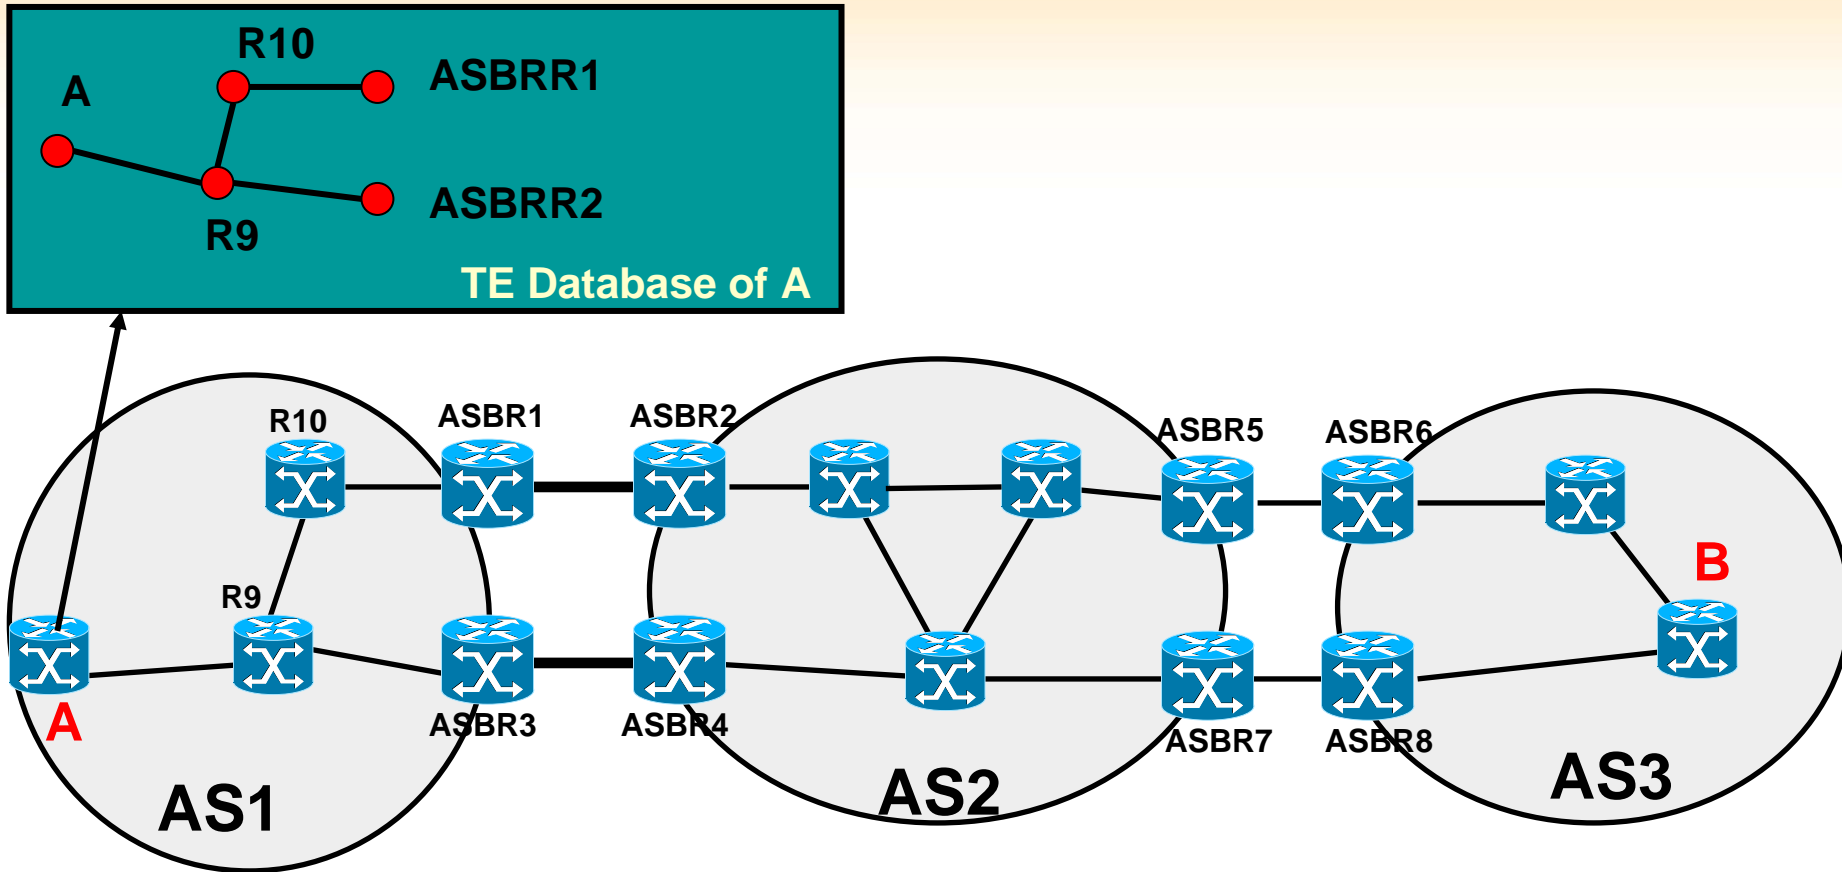 R10
A
ASBRR1
ASBRR2
R9
TE Database of A
R10
ASBR1
ASBR2
ASBR5
ASBR6
B
R9
A
ASBR3
ASBR4
ASBR7
ASBR8
AS1
AS2
AS3